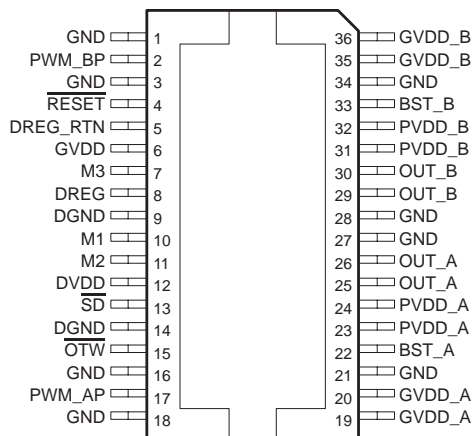 GND 1 36 GVDD_B
PWM_BP 2 35 GVDD_B
GND 3 34 GND
RESET 4 33 BST_B
DREG_RTN 5 32 PVDD_B
GVDD 6 31 PVDD_B
M3 7 30 OUT_B
DREG 8 29 OUT_B
DGND 9 28 GND
M1 10 27 GND
M2 11 26 OUT_A
DVDD 12 25 OUT_A
SD 13 24 PVDD_A
DGND 14 23 PVDD_A
OTW 15 22 BST_A
GND 16 21 GND
PWM_AP 17 20 GVDD_A
GND 18 19 GVDD_A